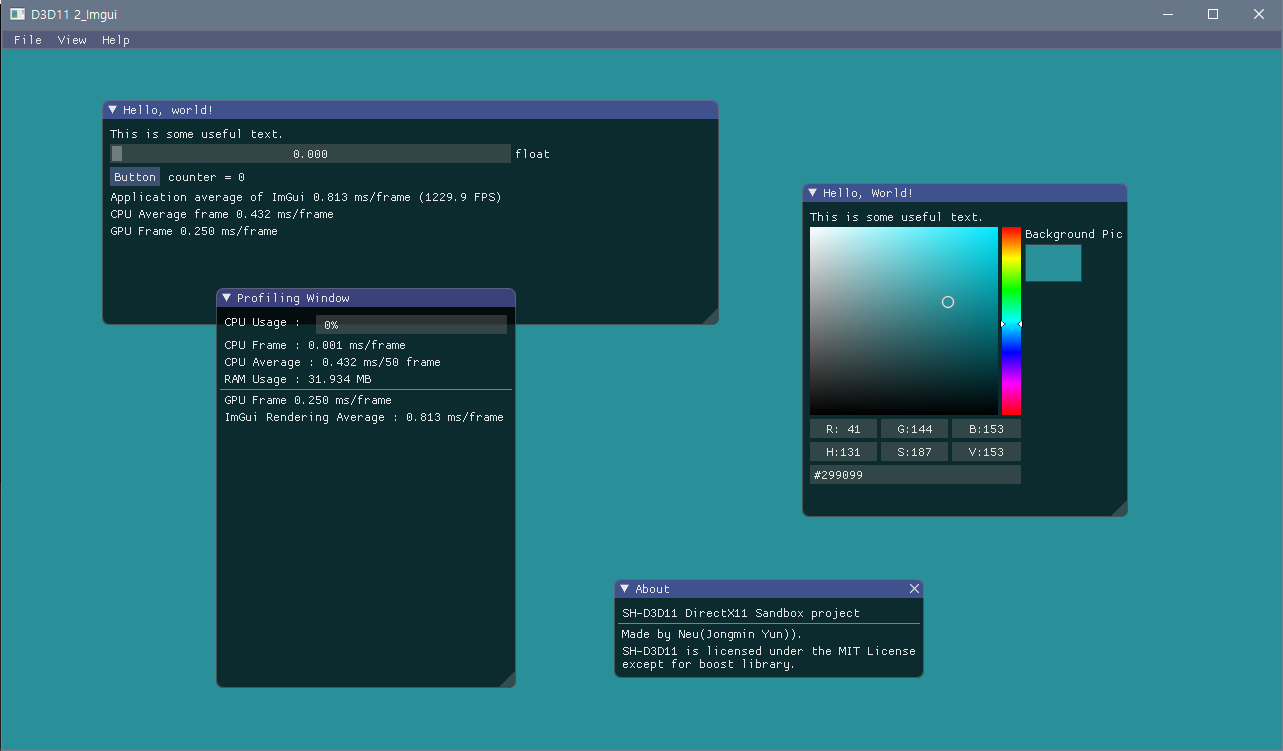 D3D11 2_Imgui
File View Help
Hello, world!
This is some useful text.
0.000 float
Button counter = 0
Application average of ImGui 0.813 ms/frame (1229.9 FPS)
CPU Average frame 0.432 ms/frame
GPU Frame 0.250 ms/frame
Profiling Window
CPU Usage : 0%
CPU Frame : 0.001 ms/frame
CPU Average : 0.432 ms/50 frame
RAM Usage : 31.934 MB
GPU Frame 0.250 ms/frame
ImGui Rendering Average : 0.813 ms/frame
Hello, World!
This is some useful text.
Background Pic
R: 41 G:144 B:153
H:131 S:187 V:153
#299099
About
SH-D3D11 DirectX11 Sandbox project
Made by Neu(Jongmin Yun)).
SH-D3D11 is licensed under the MIT License
except for boost library.